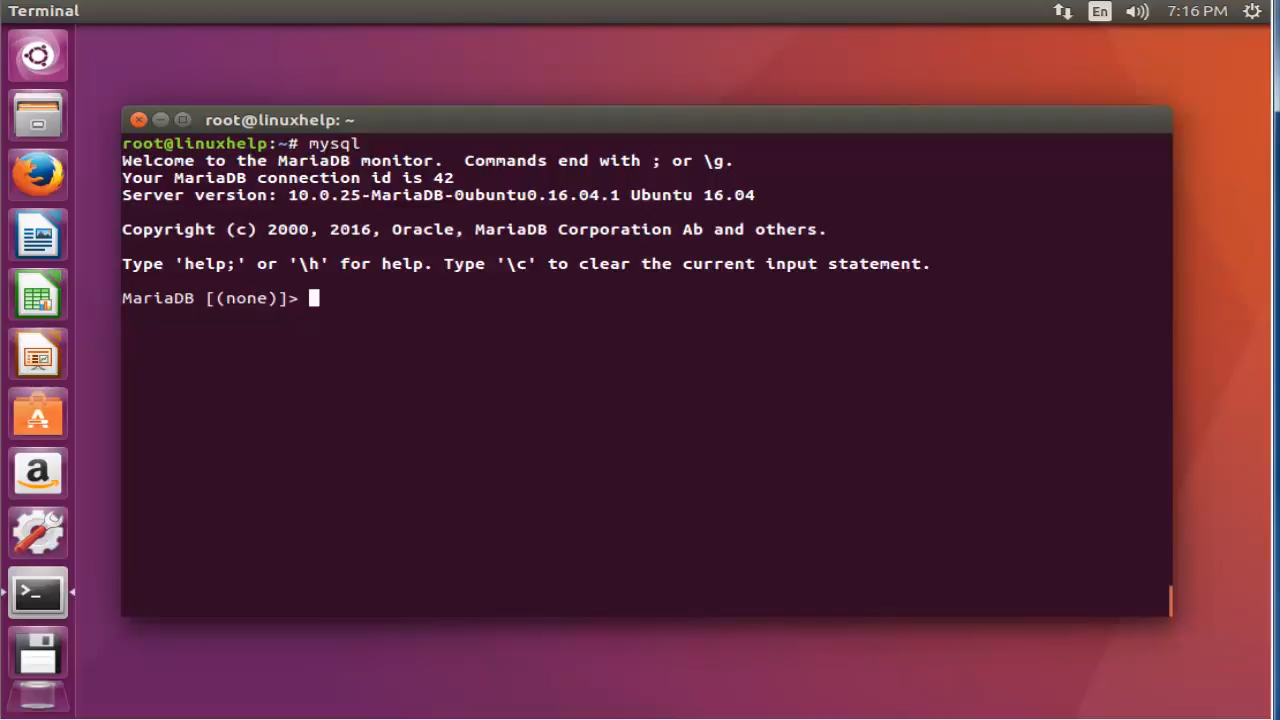 Terminal
En
7:16 PM
root@linuxhelp: ~
root@linuxhelp:~# mysql
Welcome to the MariaDB monitor.  Commands end with ; or \g.
Your MariaDB connection id is 42
Server version: 10.0.25-MariaDB-0ubuntu0.16.04.1 Ubuntu 16.04
Copyright (c) 2000, 2016, Oracle, MariaDB Corporation Ab and others.
Type 'help;' or '\h' for help. Type '\c' to clear the current input statement.
MariaDB [(none)]>